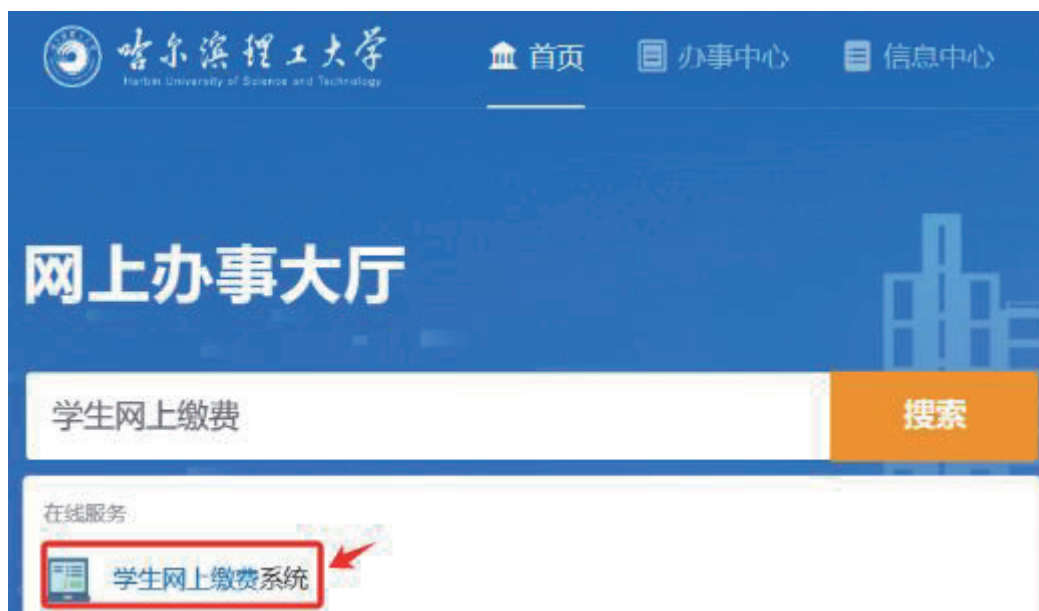 哈尔滨理工大学
Harbin University of Science and Technology
首页
办事中心
信息中心
网上办事大厅
学生网上缴费
搜索
在线服务
学生网上缴费系统